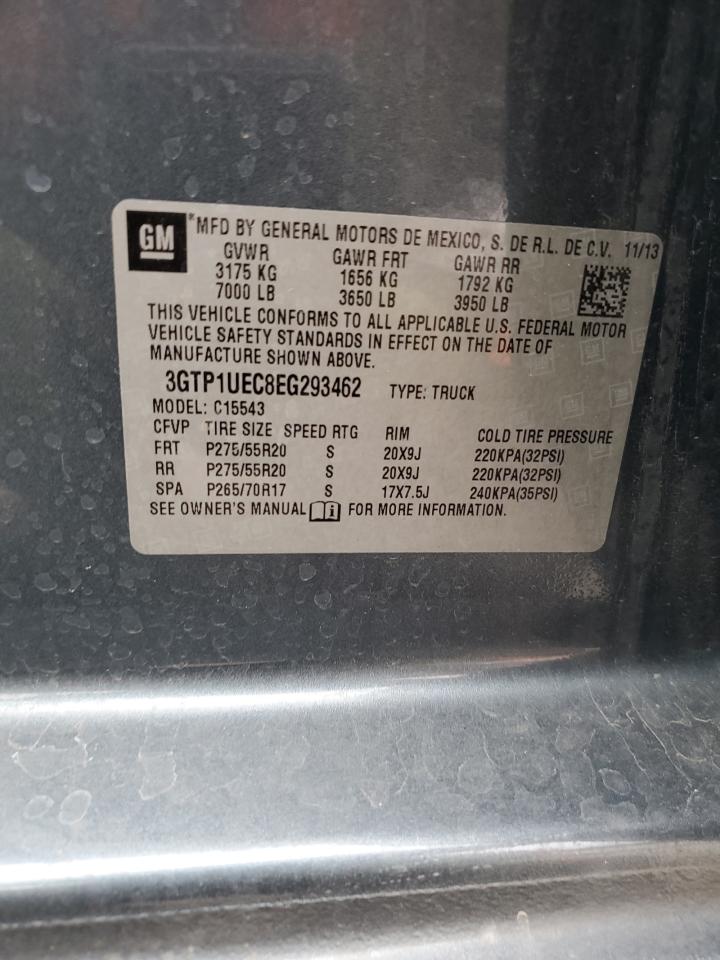 GM
*MFD BY GENERAL MOTORS DE MEXICO, S. DE R.L. DE C.V. 11/13
GVWR GAWR FRT GAWR RR
3175 KG 1656 KG 1792 KG
7000 LB 3650 LB 3950 LB
THIS VEHICLE CONFORMS TO ALL APPLICABLE U.S. FEDERAL MOTOR
VEHICLE SAFETY STANDARDS IN EFFECT ON THE DATE OF
MANUFACTURE SHOWN ABOVE.
3GTP1UEC8EG293462 TYPE: TRUCK
MODEL: C15543
CFVP TIRE SIZE SPEED RTG RIM COLD TIRE PRESSURE
FRT P275/55R20 S 20X9J 220KPA(32PSI)
RR P275/55R20 S 20X9J 220KPA(32PSI)
SPA P265/70R17 S 17X7.5J 240KPA(35PSI)
SEE OWNER'S MANUAL FOR MORE INFORMATION.